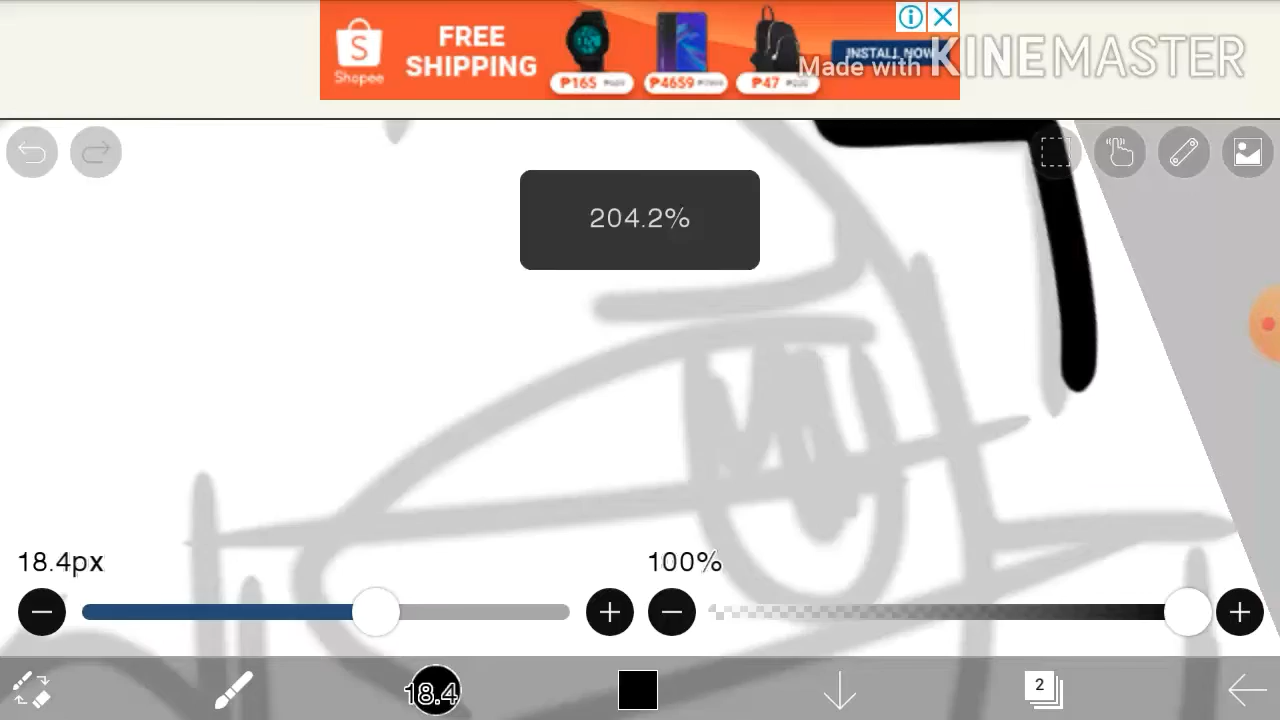 FREE
SHIPPING
Shopee
₱165
₱4659
₱47
INSTALL NOW
Made with KINEMASTER
204.2%
18.4px
100%
18.4
2